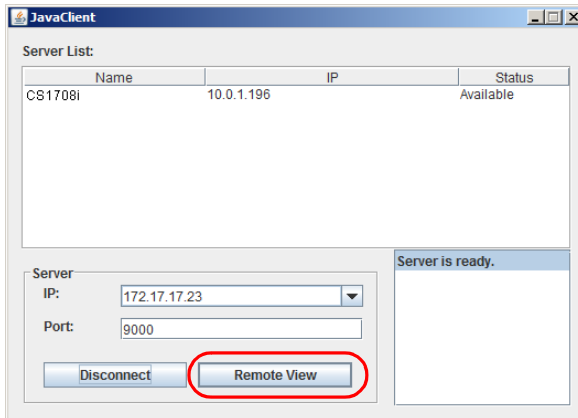 JavaClient
Server List:
Name IP Status
CS1708i 10.0.1.196 Available
Server is ready.
Server
IP: 172.17.17.23
Port: 9000
Disconnect Remote View